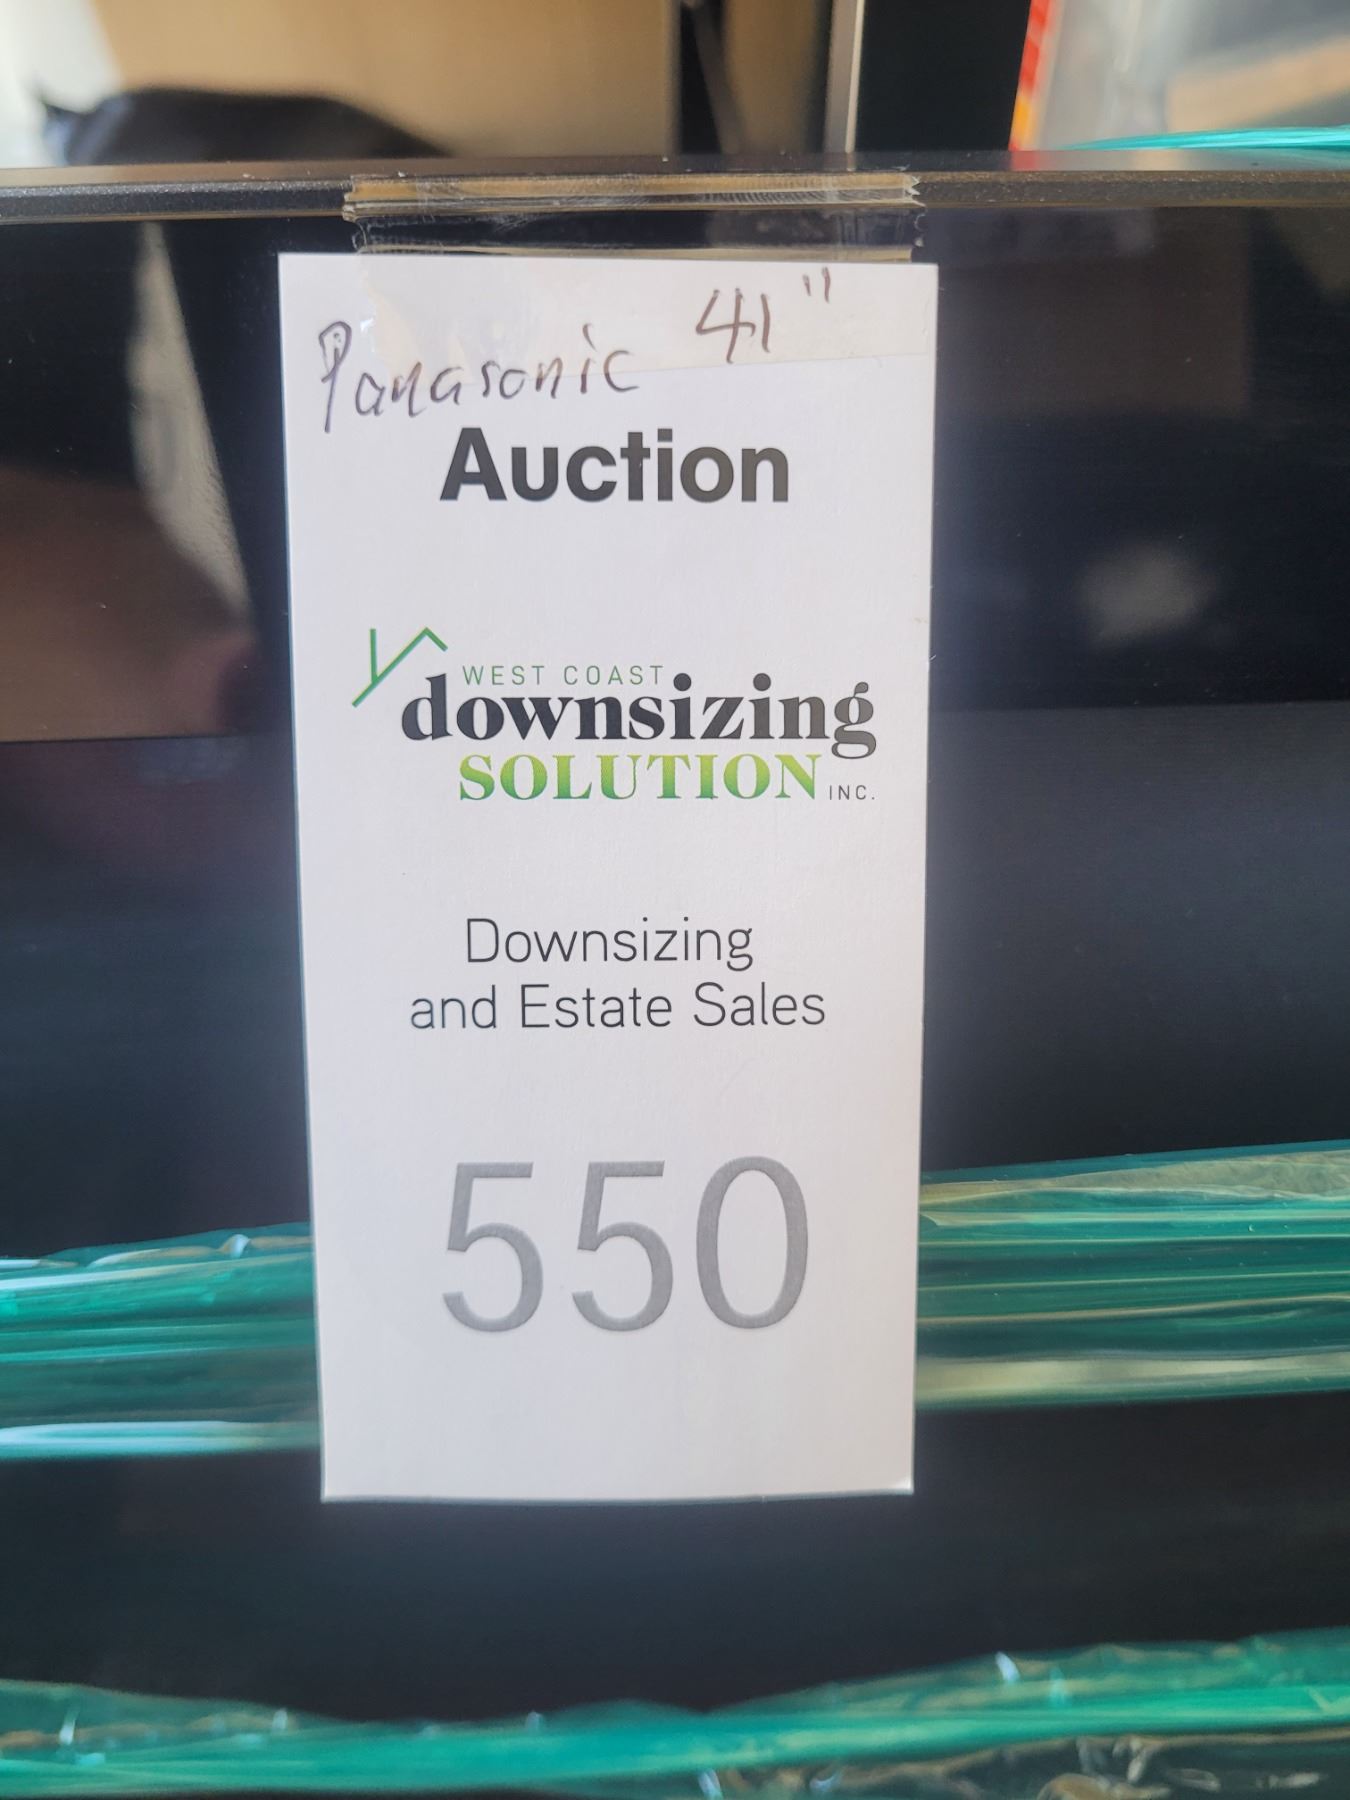 Panasonic 41"
Auction
WEST COAST
downsizing
SOLUTION INC.
Downsizing
and Estate Sales
550